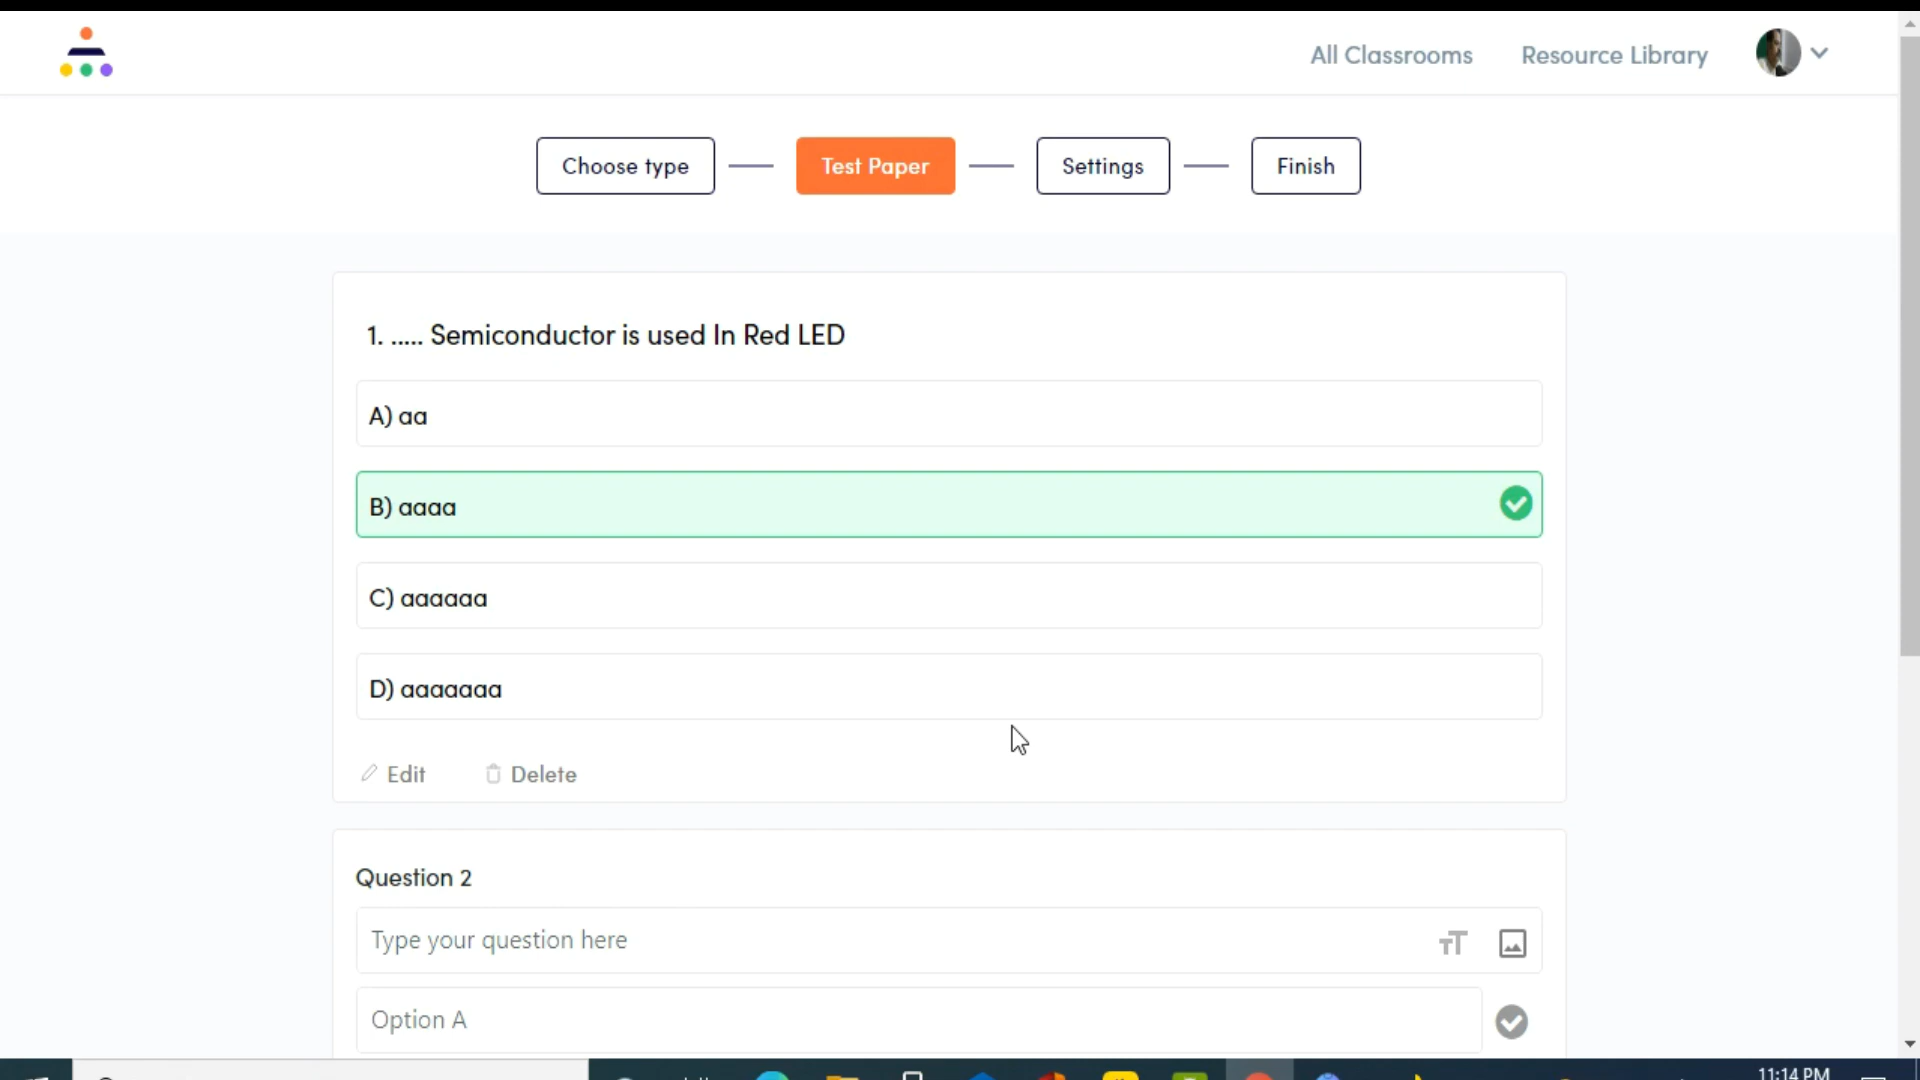 All Classrooms Resource Library
Choose type Test Paper Settings Finish
1. ..... Semiconductor is used In Red LED
A) aa
B) aaaa
C) aaaaaa
D) aaaaaaa
Edit Delete
Question 2
Type your question here
Option A
11:14 PM